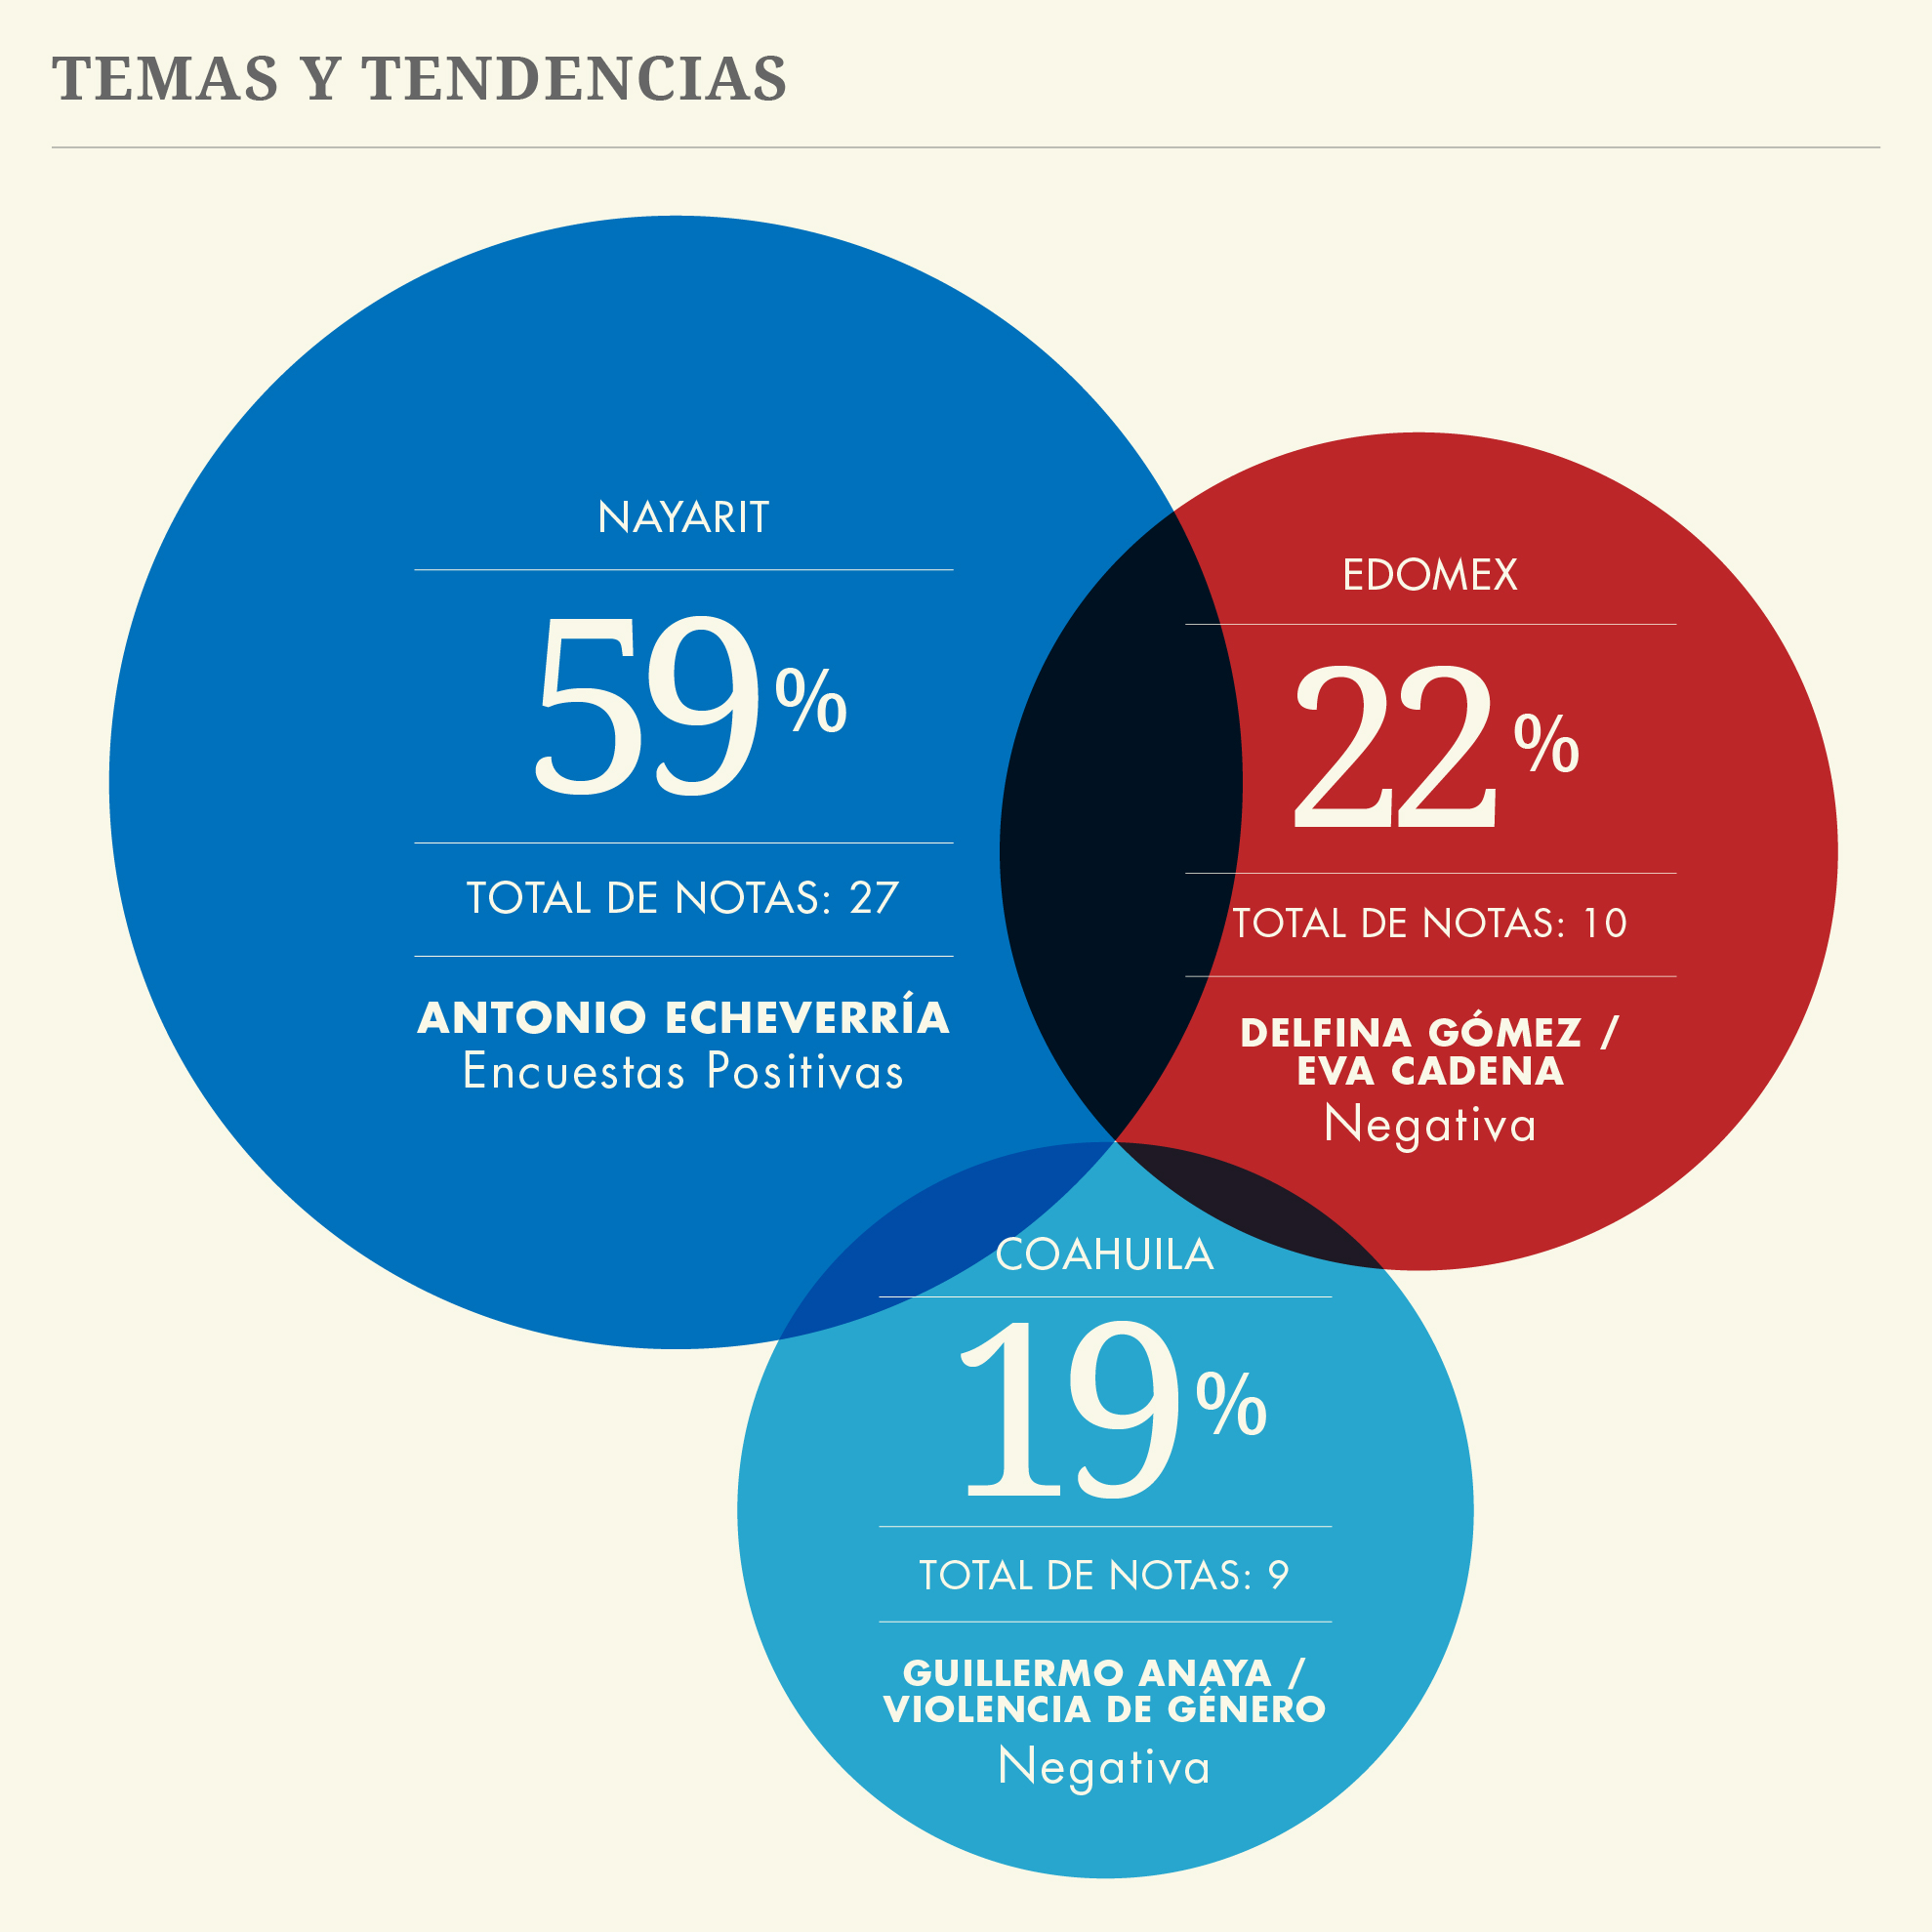 TEMAS Y TENDENCIAS
NAYARIT
59%
TOTAL DE NOTAS: 27
ANTONIO ECHEVERRÍA
Encuestas Positivas
EDOMEX
22%
TOTAL DE NOTAS: 10
DELFINA GÓMEZ /
EVA CADENA
Negativa
COAHUILA
19%
TOTAL DE NOTAS: 9
GUILLERMO ANAYA /
VIOLENCIA DE GÉNERO
Negativa